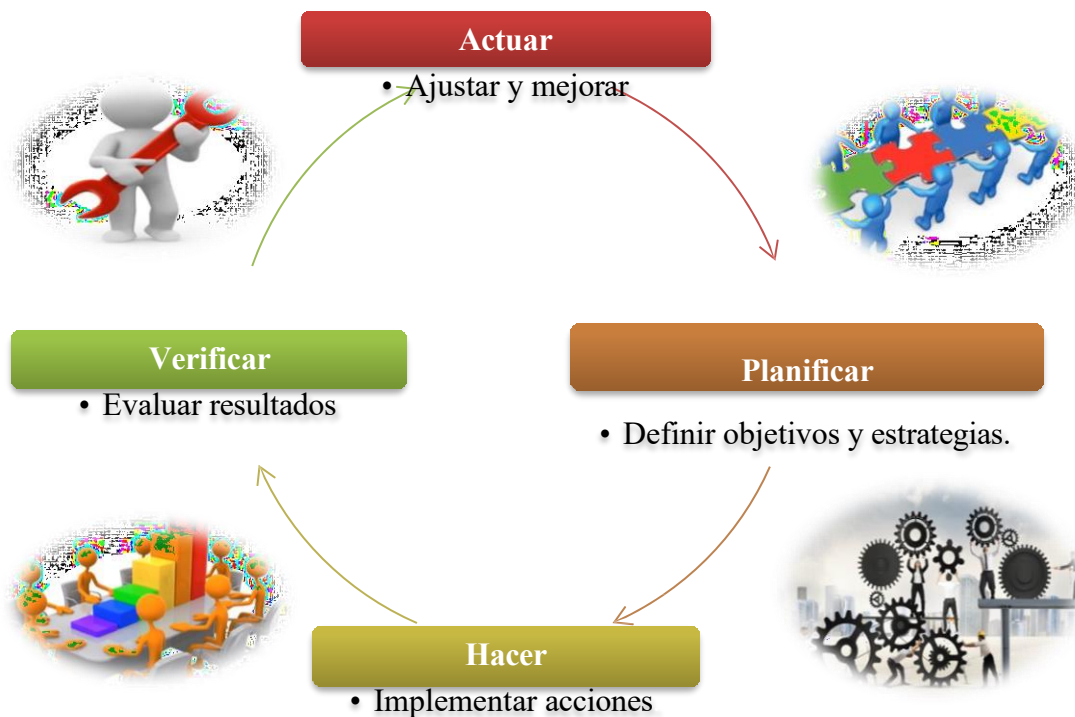 Actuar
• Ajustar y mejorar
Verificar
• Evaluar resultados
Planificar
• Definir objetivos y estrategias.
Hacer
• Implementar acciones